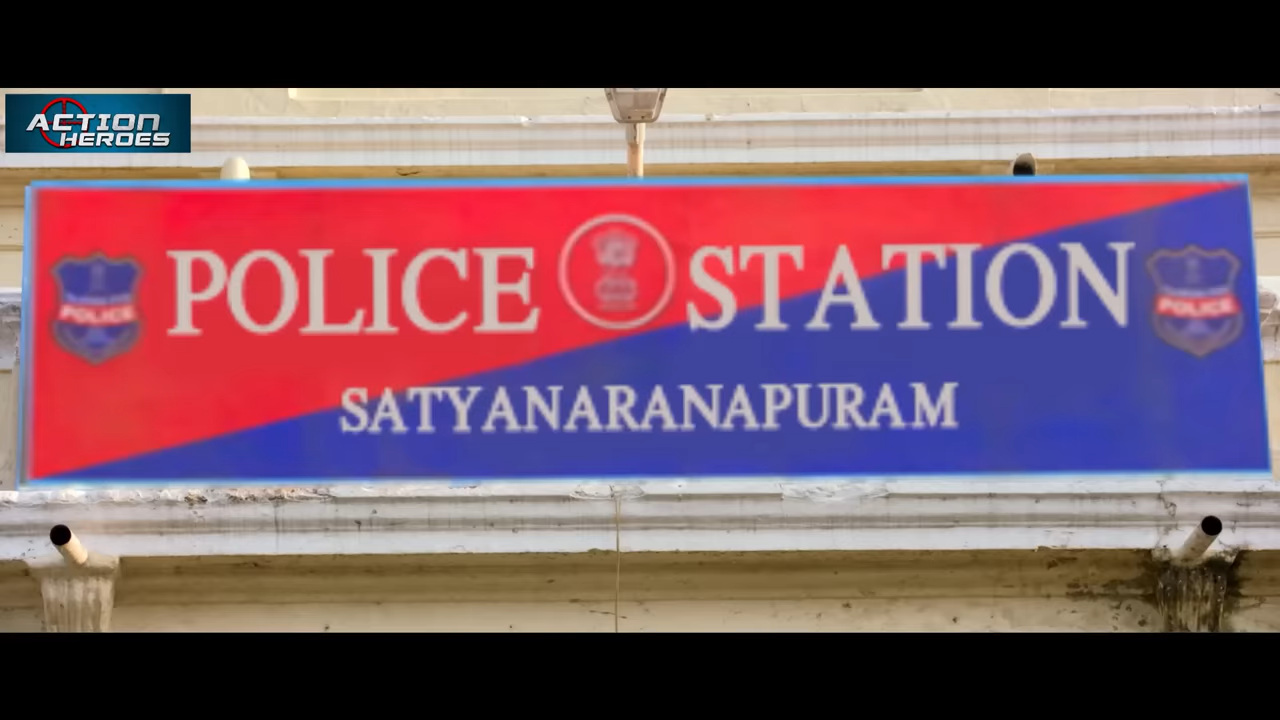 ACTION
HEROES
POLICE STATION
SATYANARANAPURAM
POLICE
POLICE